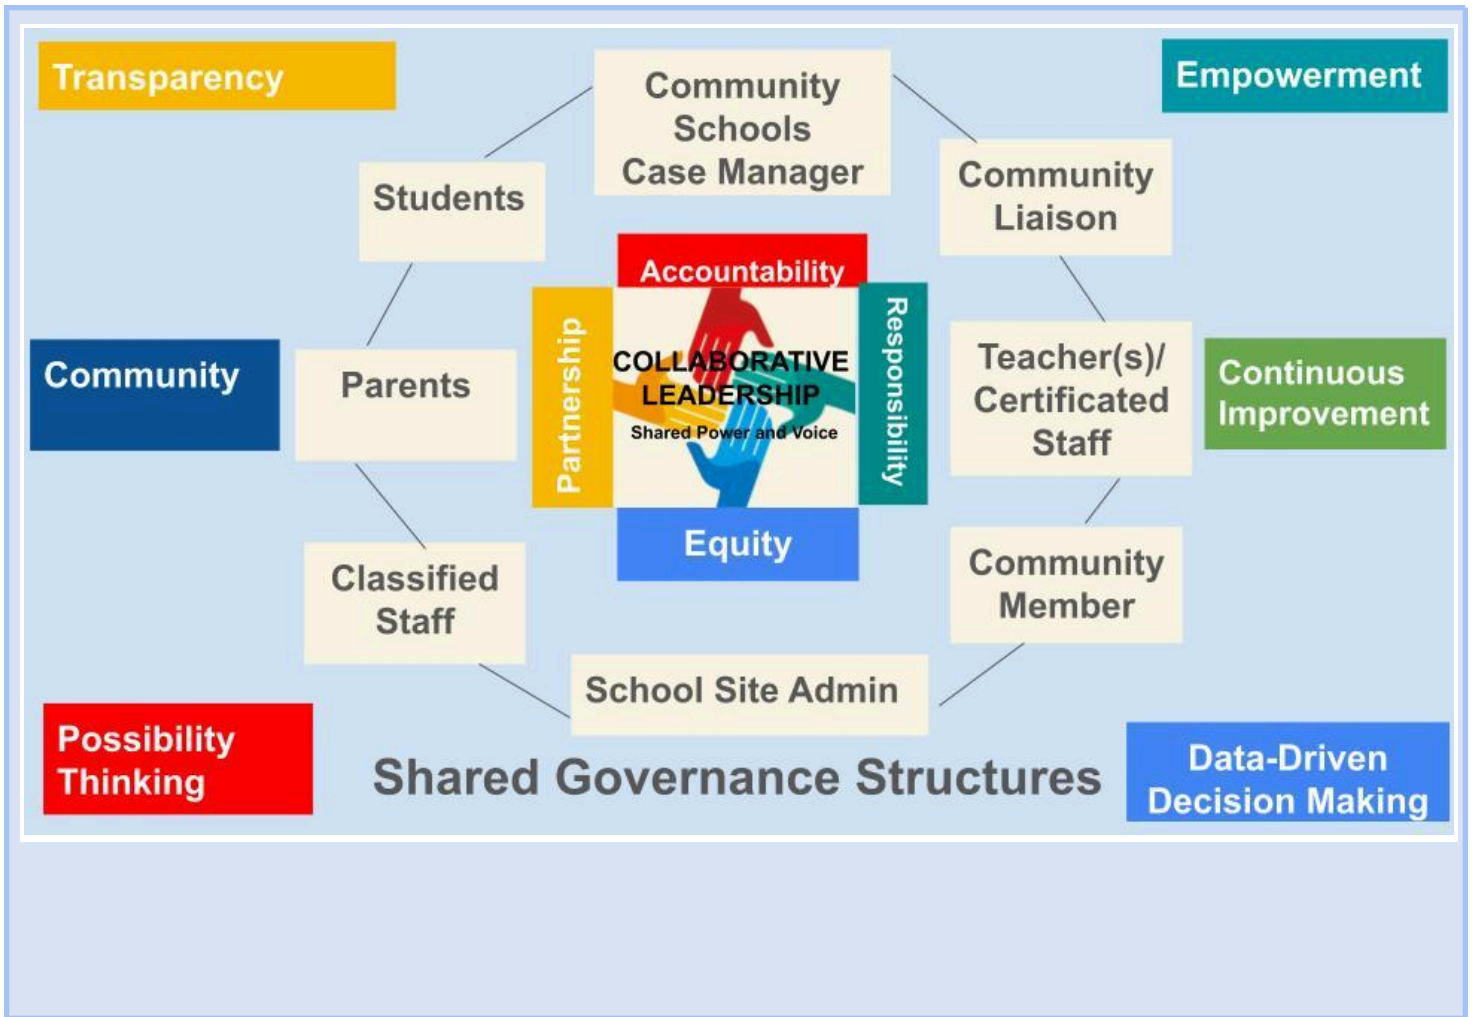 Transparency
Community
Schools
Case Manager
Empowerment
Students
Community
Liaison
Accountability
Partnership
COLLABORATIVE
LEADERSHIP
Shared Power and Voice
Responsibility
Equity
Community
Parents
Teacher(s)/
Certificated
Staff
Continuous
Improvement
Classified
Staff
Community
Member
School Site Admin
Possibility
Thinking
Shared Governance Structures
Data-Driven
Decision Making